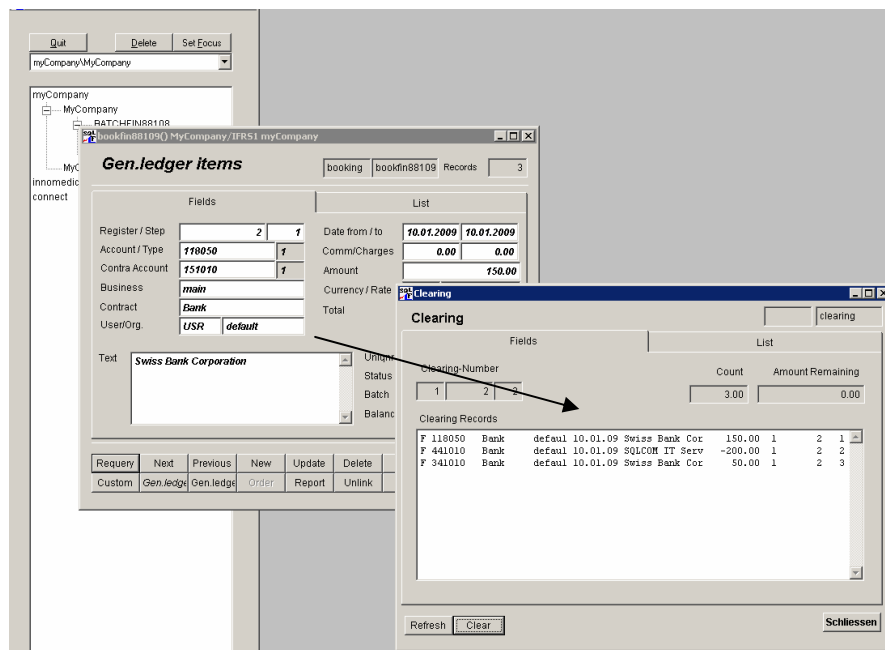 Quit Delete Set Focus
myCompany\MyCompany
myCompany
MyCompany
BATCHFIN88108
innomedic
connect
bookfin88109() MyCompany/IFRS1 myCompany
Gen.ledger items
booking bookfin88109 Records 3
Fields List
Register / Step 2 1 Date from / to 10.01.2009 10.01.2009
Account / Type 118050 1 Comm/Charges 0.00 0.00
Contra Account 151010 1 Amount 150.00
Business main Currency / Rate
Contract Bank Total
User/Org. USR default
Text Swiss Bank Corporation
Status
Batch
Balanc
Requery Next Previous New Update Delete
Custom Gen.ledge Gen.ledge Order Report Unlink
Clearing
Clearing clearing
Fields List
Clearing-Number Count Amount Remaining
1 2 2 3.00 0.00
Clearing Records
F 118050 Bank defaul 10.01.09 Swiss Bank Cor 150.00 1 2 1
F 441010 Bank defaul 10.01.09 SQLCOM IT Serv -200.00 1 2 2
F 341010 Bank defaul 10.01.09 Swiss Bank Cor 50.00 1 2 3
Refresh Clear Schliessen